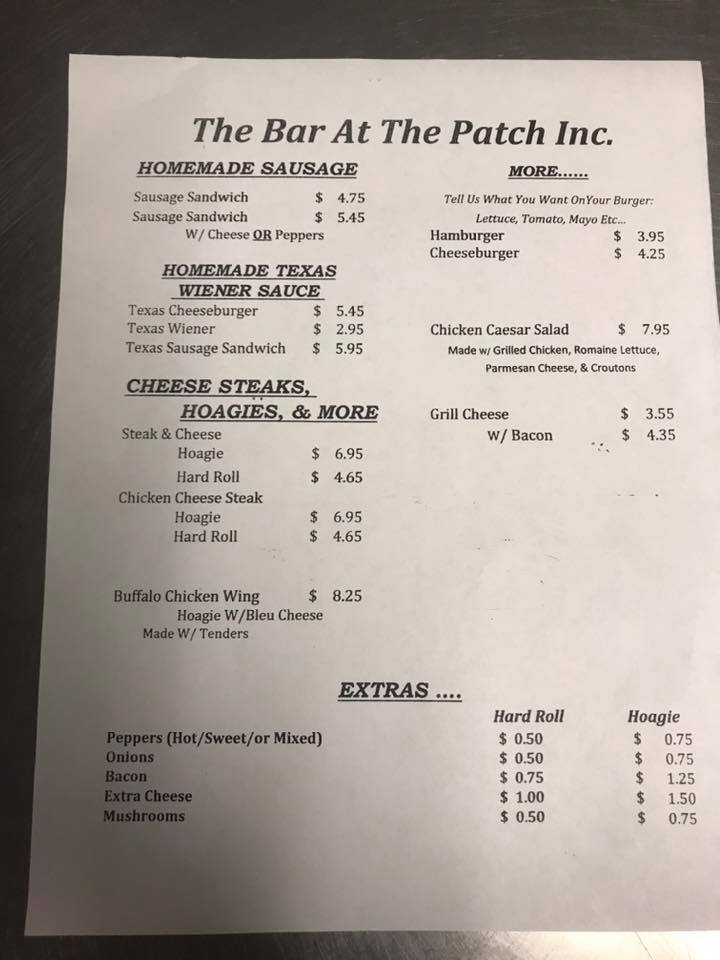 The Bar At The Patch Inc.
HOMEMADE SAUSAGE
Sausage Sandwich $ 4.75
Sausage Sandwich $ 5.45
W/ Cheese OR Peppers
HOMEMADE TEXAS
WIENER SAUCE
Texas Cheeseburger $ 5.45
Texas Wiener $ 2.95
Texas Sausage Sandwich $ 5.95
CHEESE STEAKS,
HOAGIES, & MORE
Steak & Cheese
Hoagie $ 6.95
Hard Roll $ 4.65
Chicken Cheese Steak
Hoagie $ 6.95
Hard Roll $ 4.65
Buffalo Chicken Wing $ 8.25
Hoagie W/Bleu Cheese
Made W/ Tenders
MORE......
Tell Us What You Want OnYour Burger:
Lettuce, Tomato, Mayo Etc...
Hamburger $ 3.95
Cheeseburger $ 4.25
Chicken Caesar Salad $ 7.95
Made w/ Grilled Chicken, Romaine Lettuce,
Parmesan Cheese, & Croutons
Grill Cheese $ 3.55
W/ Bacon $ 4.35
EXTRAS ....
Hard Roll Hoagie
Peppers (Hot/Sweet/or Mixed) $ 0.50 $ 0.75
Onions $ 0.50 $ 0.75
Bacon $ 0.75 $ 1.25
Extra Cheese $ 1.00 $ 1.50
Mushrooms $ 0.50 $ 0.75